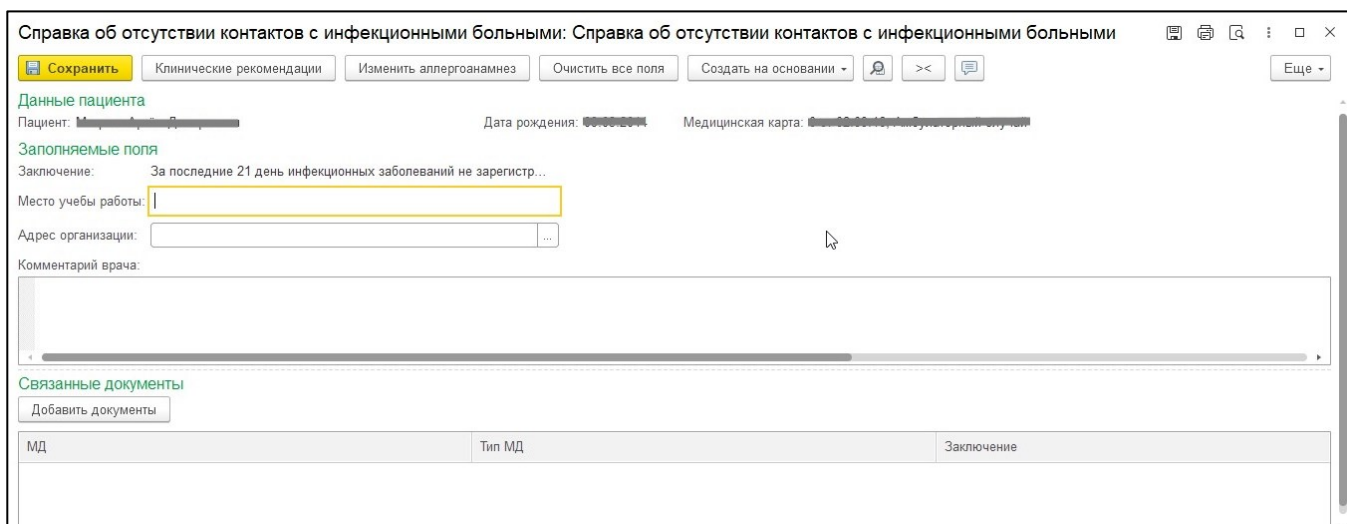 Справка об отсутствии контактов с инфекционными больными: Справка об отсутствии контактов с инфекционными больными
Сохранить Клинические рекомендации Изменить аллергоанамнез Очистить все поля Создать на основании >< Еще
Данные пациента
Пациент: Дата рождения: Медицинская карта:
Заполняемые поля
Заключение: За последние 21 день инфекционных заболеваний не зарегистр...
Место учебы работы:
Адрес организации: ...
Комментарий врача:
Связанные документы
Добавить документы
МД Тип МД Заключение